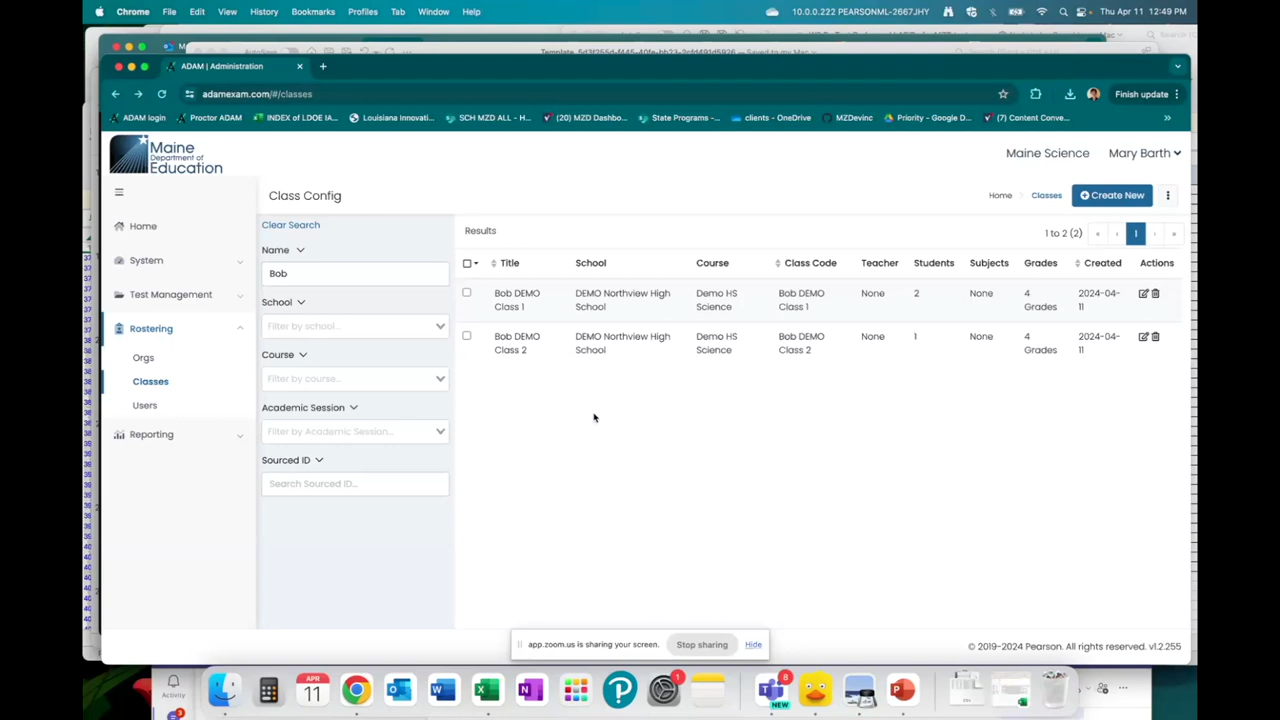 Chrome File Edit View History Bookmarks Profiles Tab Window Help 10.0.0.222 PEARSONML-2667JHY Thu Apr 11 12:49 PM
ADAM | Administration
adamexam.com/#/classes Finish update
ADAM login Proctor ADAM INDEX of LDOE IA... Louisiana Innovati... SCH MZD ALL - H... (20) MZD Dashbo... State Programs -... clients - OneDrive MZDevinc Priority - Google D... (7) Content Conve... »
Maine
Department of
Education
Maine Science Mary Barth
Class Config Home Classes Create New
Home
System
Test Management
Rostering
Orgs
Classes
Users
Reporting
Clear Search
Name
Bob
School
Filter by school...
Course
Filter by course...
Academic Session
Filter by Academic Session...
Sourced ID
Search Sourced ID...
Results 1 to 2 (2) « ‹ 1 › »
Title School Course Class Code Teacher Students Subjects Grades Created Actions
Bob DEMO Class 1 DEMO Northview High School Demo HS Science Bob DEMO Class 1 None 2 None 4 Grades 2024-04-11
Bob DEMO Class 2 DEMO Northview High School Demo HS Science Bob DEMO Class 2 None 1 None 4 Grades 2024-04-11
app.zoom.us is sharing your screen. Stop sharing Hide
© 2019-2024 Pearson. All rights reserved. v1.2.255
Activity
APR
11
1
8
NEW
3